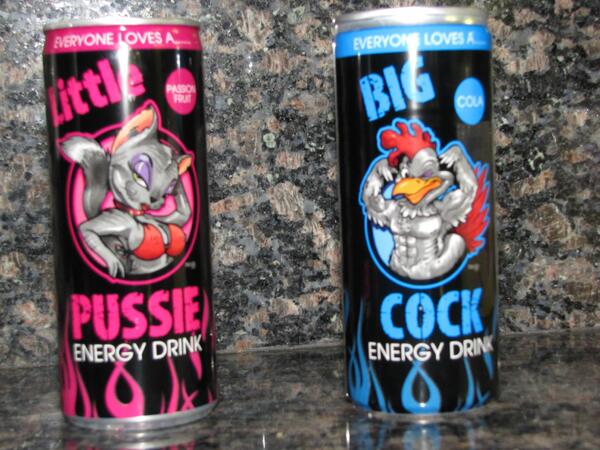 EVERYONE LOVES A......
Little
PASSION
FRUIT
PUSSIE
ENERGY DRINK
EVERYONE LOVES A......
BIG
COLA
COCK
ENERGY DRINK